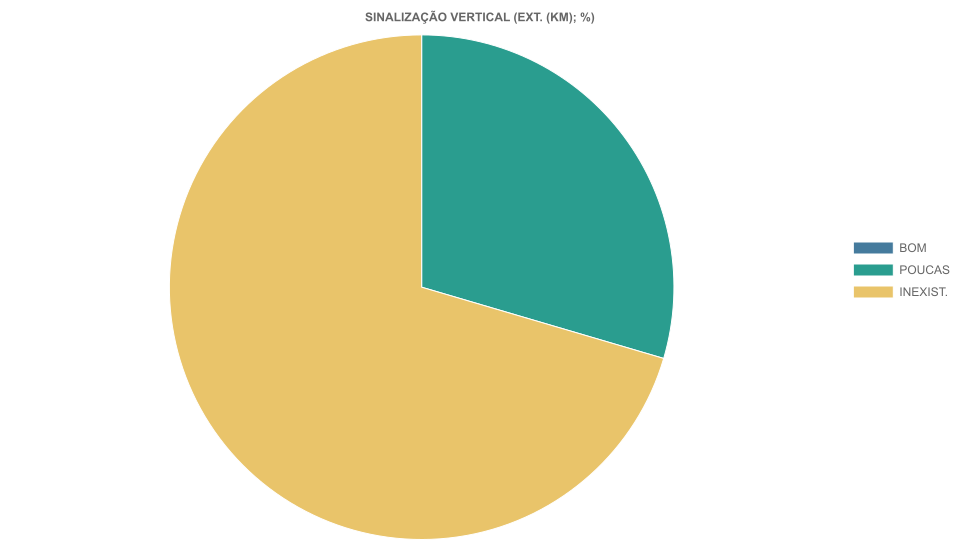 SINALIZAÇÃO VERTICAL (EXT. (KM); %)
BOM
POUCAS
INEXIST.